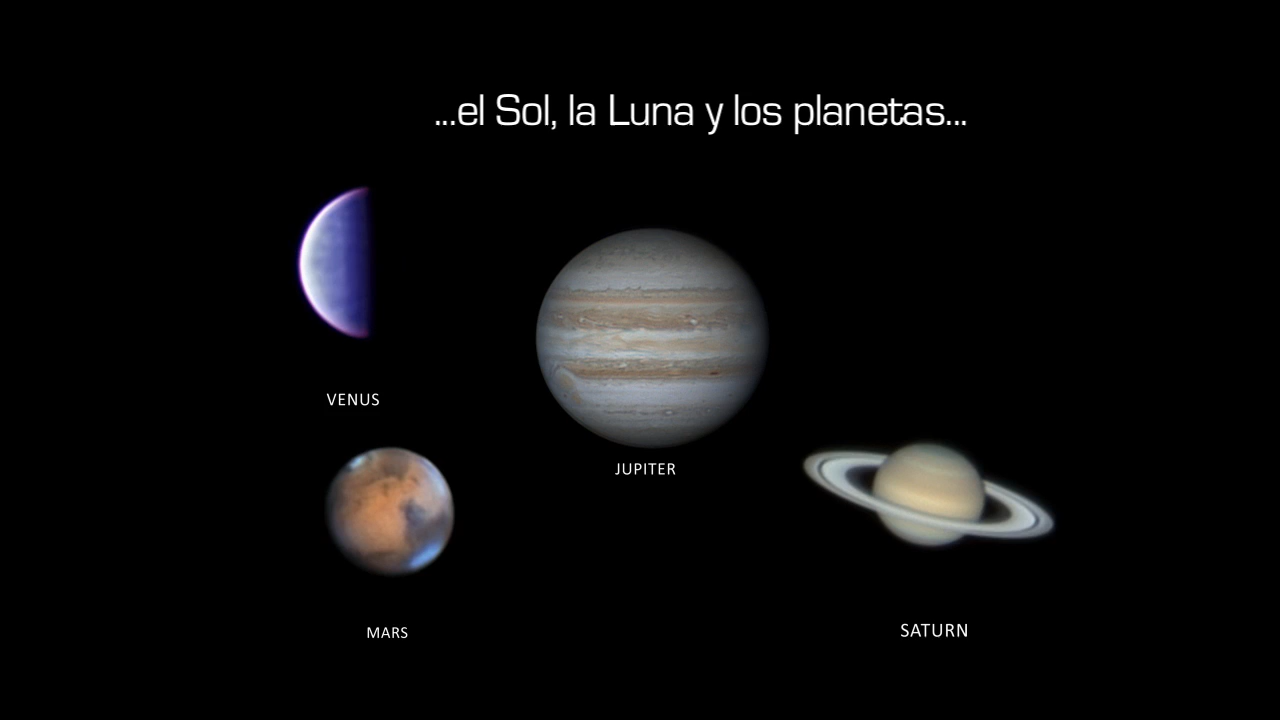 ...el Sol, la Luna y los planetas...
VENUS
JUPITER
MARS
SATURN